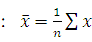 : x̄ = 1/n ∑ x